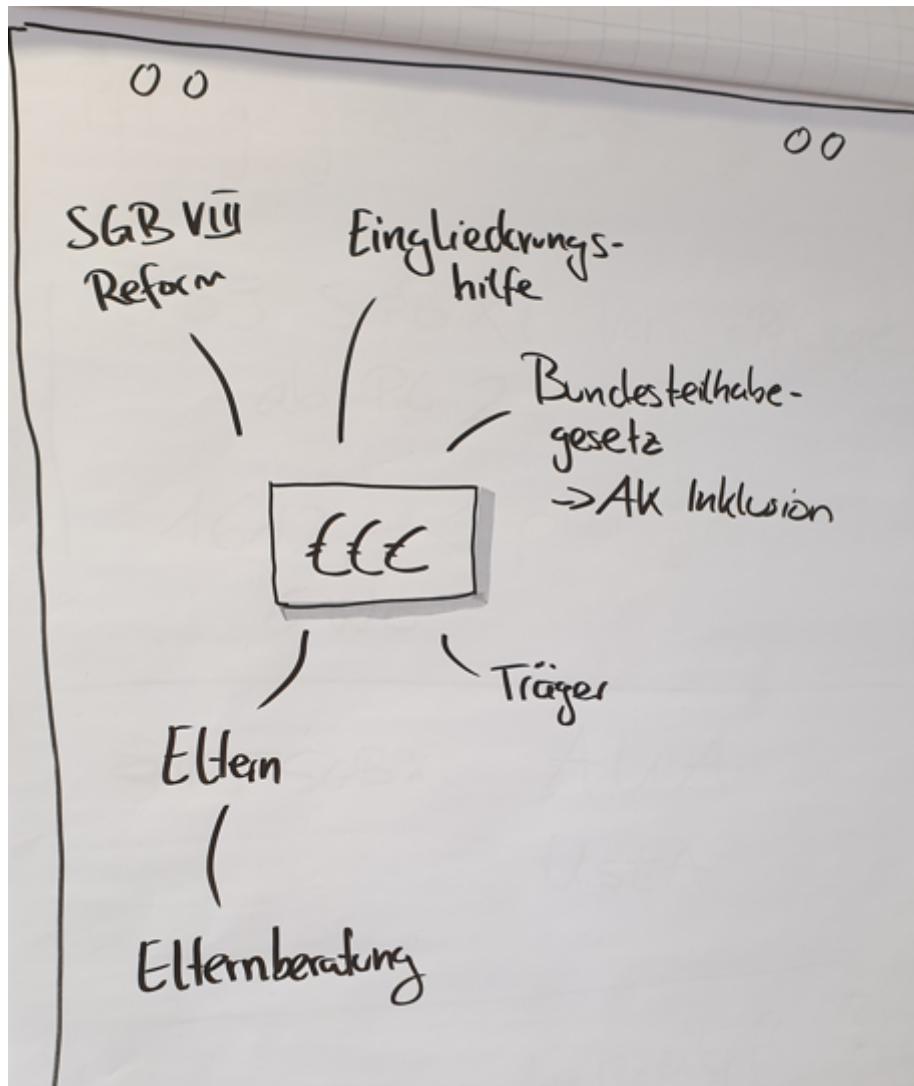 SGB VIII
Reform
Eingliederungs-
hilfe
Bundesteilhabe-
gesetz
-> AK Inklusion
€€€
Träger
Eltern
Elternberatung